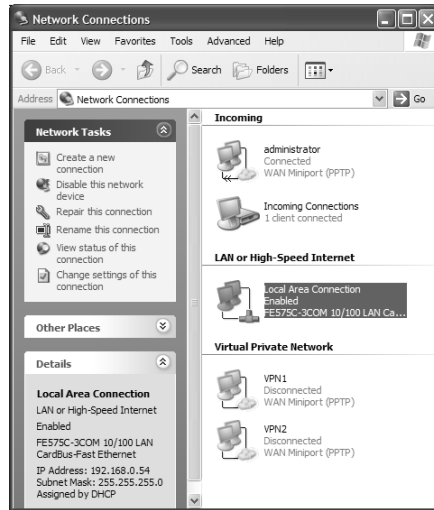 Network Connections
File Edit View Favorites Tools Advanced Help
Back Search Folders
Address Network Connections Go
Network Tasks
Create a new
connection
Disable this network
device
Repair this connection
Rename this connection
View status of this
connection
Change settings of this
connection
Other Places
Details
Local Area Connection
LAN or High-Speed Internet
Enabled
FE575C-3COM 10/100 LAN
CardBus-Fast Ethernet
IP Address: 192.168.0.54
Subnet Mask: 255.255.255.0
Assigned by DHCP
Incoming
administrator
Connected
WAN Miniport (PPTP)
Incoming Connections
1 client connected
LAN or High-Speed Internet
Local Area Connection
Enabled
FE575C-3COM 10/100 LAN Ca...
Virtual Private Network
VPN1
Disconnected
WAN Miniport (PPTP)
VPN2
Disconnected
WAN Miniport (PPTP)